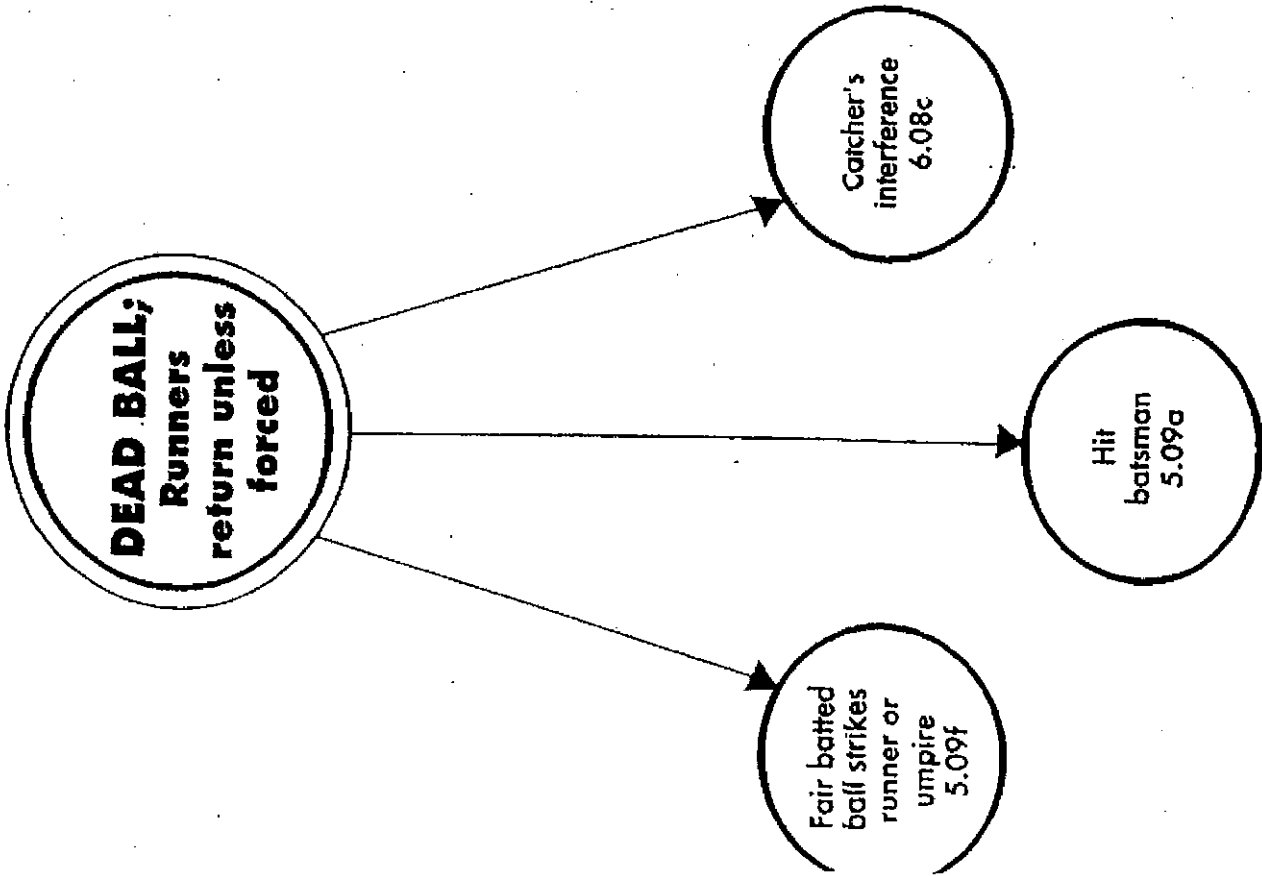 DEAD BALL;
Runners
return unless
forced
Fair batted
ball strikes
runner or
umpire
5.09f
Hit
batsman
5.09a
Catcher's
interference
6.08c